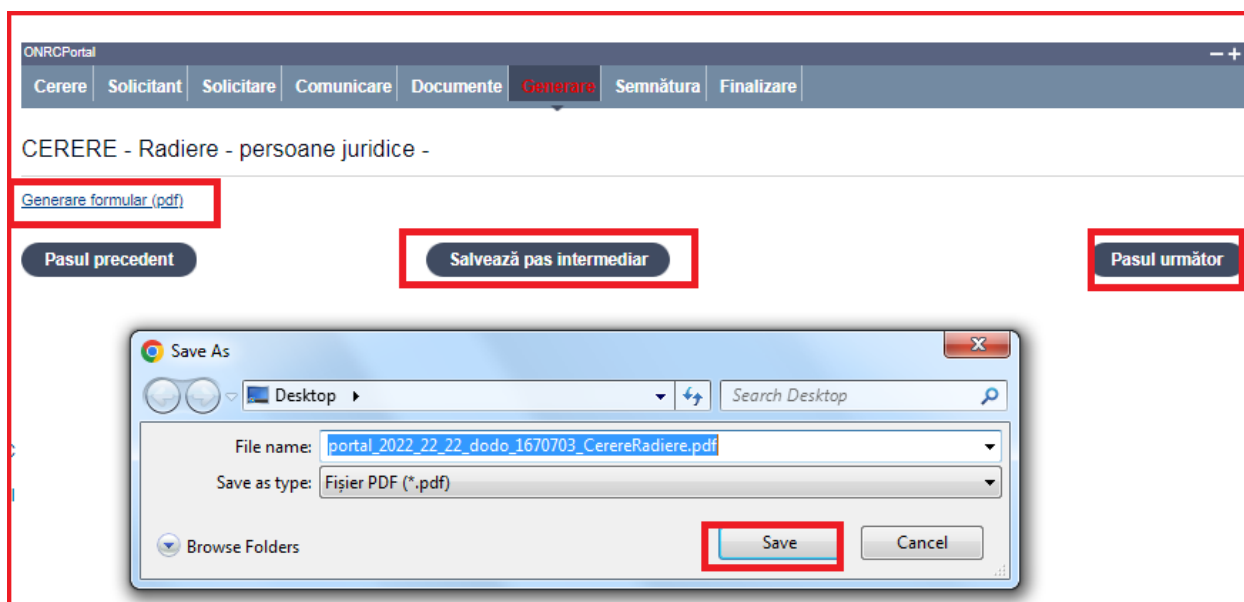 ONRCPortal
Cerere Solicitant Solicitare Comunicare Documente Generare Semnătura Finalizare
CERERE - Radiere - persoane juridice -
Generare formular (pdf)
Pasul precedent Salvează pas intermediar Pasul următor
Save As
Desktop Search Desktop
File name: portal_2022_22_22_dodo_1670703_CerereRadiere.pdf
Save as type: Fișier PDF (*.pdf)
Browse Folders Save Cancel